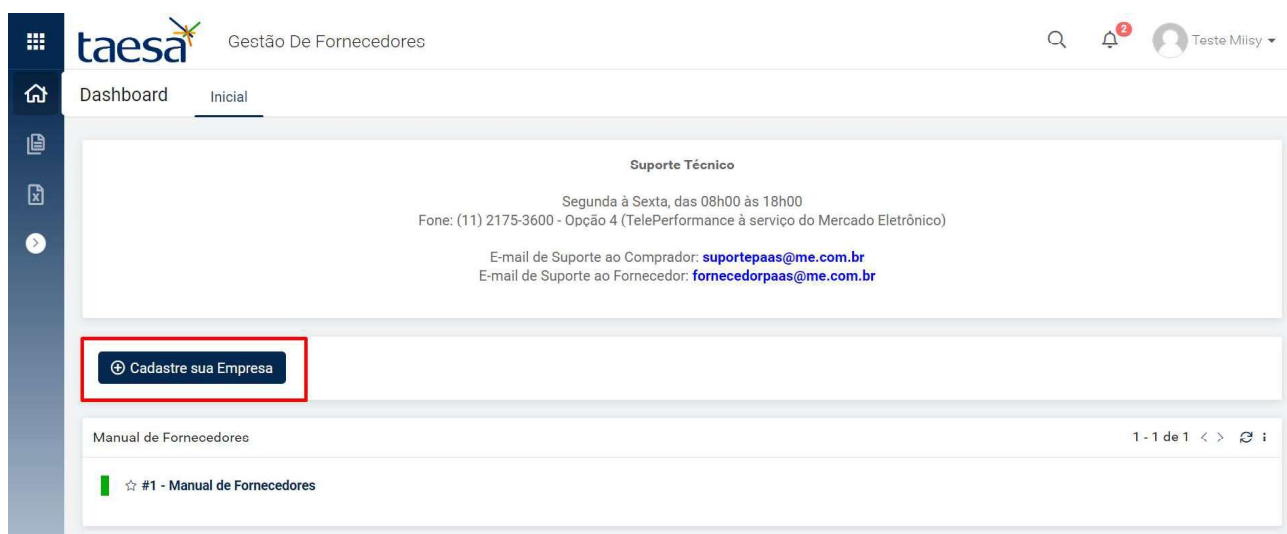 taesa
Gestão De Fornecedores
2
Teste Miisy
Dashboard
Inicial
Suporte Técnico
Segunda à Sexta, das 08h00 às 18h00
Fone: (11) 2175-3600 - Opção 4 (TelePerformance à serviço do Mercado Eletrônico)
E-mail de Suporte ao Comprador: suportepaas@me.com.br
E-mail de Suporte ao Fornecedor: fornecedorpaas@me.com.br
Cadastre sua Empresa
Manual de Fornecedores
1 - 1 de 1
#1 - Manual de Fornecedores